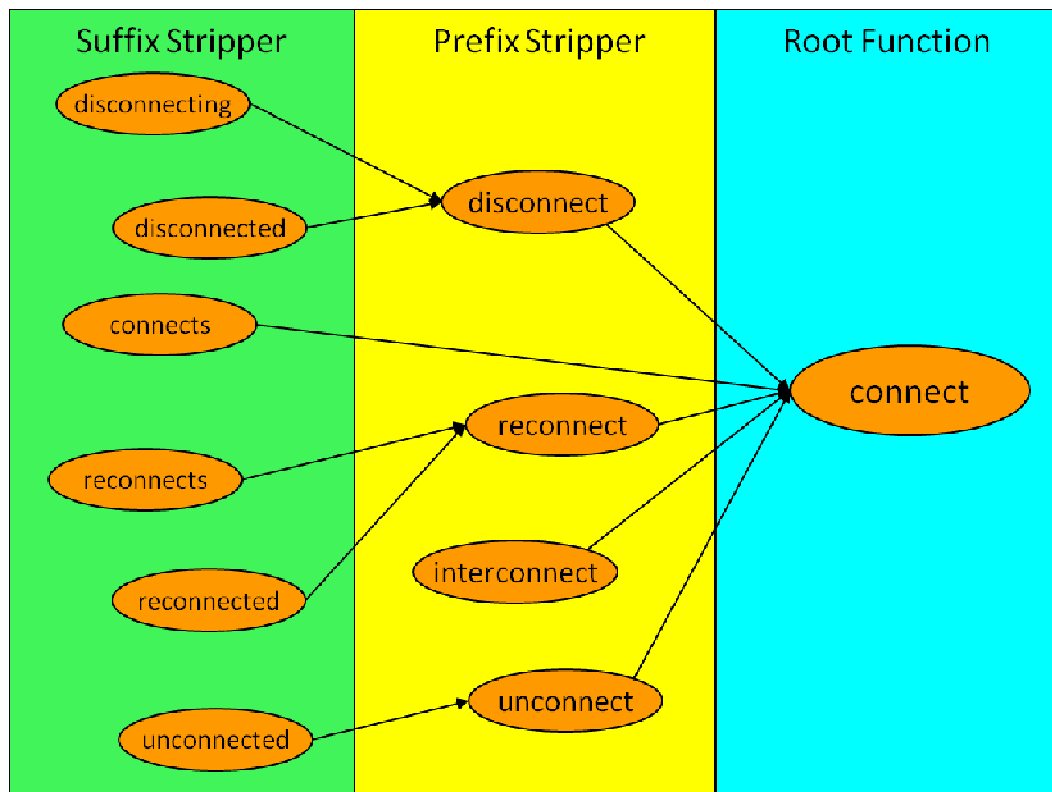 Suffix Stripper
Prefix Stripper
Root Function
disconnecting
disconnected
connects
reconnects
reconnected
unconnected
disconnect
reconnect
interconnect
unconnect
connect